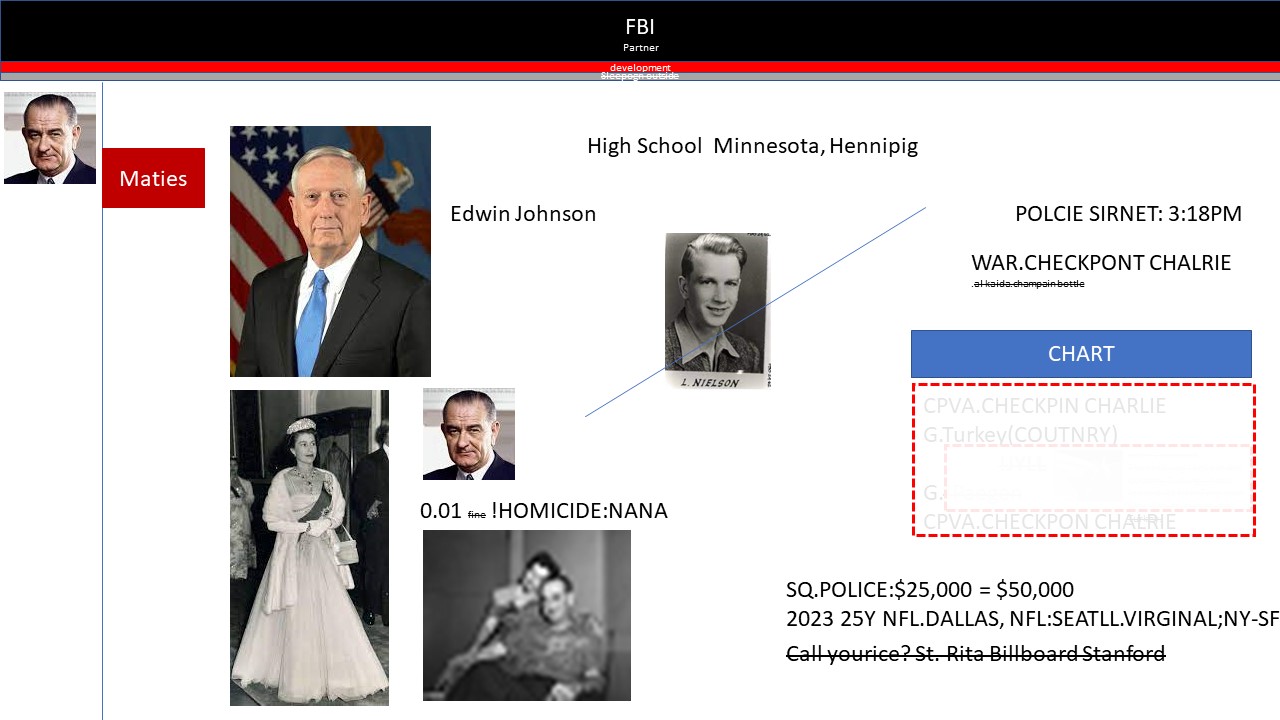 FBI
Partner
development
Sleepogn outside
Maties
High School  Minnesota, Hennipig
Edwin Johnson
POLCIE SIRNET: 3:18PM
WAR.CHECKPONT CHALRIE
.al-kaida.champain bottle
L. NIELSON
CHART
CPVA.CHECKPIN CHARLIE
G.Turkey(COUTNRY)
G.
CPVA.CHECKPON CHALRIE
0.01 fine !HOMICIDE:NANA
SQ.POLICE:$25,000 = $50,000
2023 25Y NFL.DALLAS, NFL:SEATLL.VIRGINAL;NY-SF
Call yourice? St. Rita Billboard Stanford